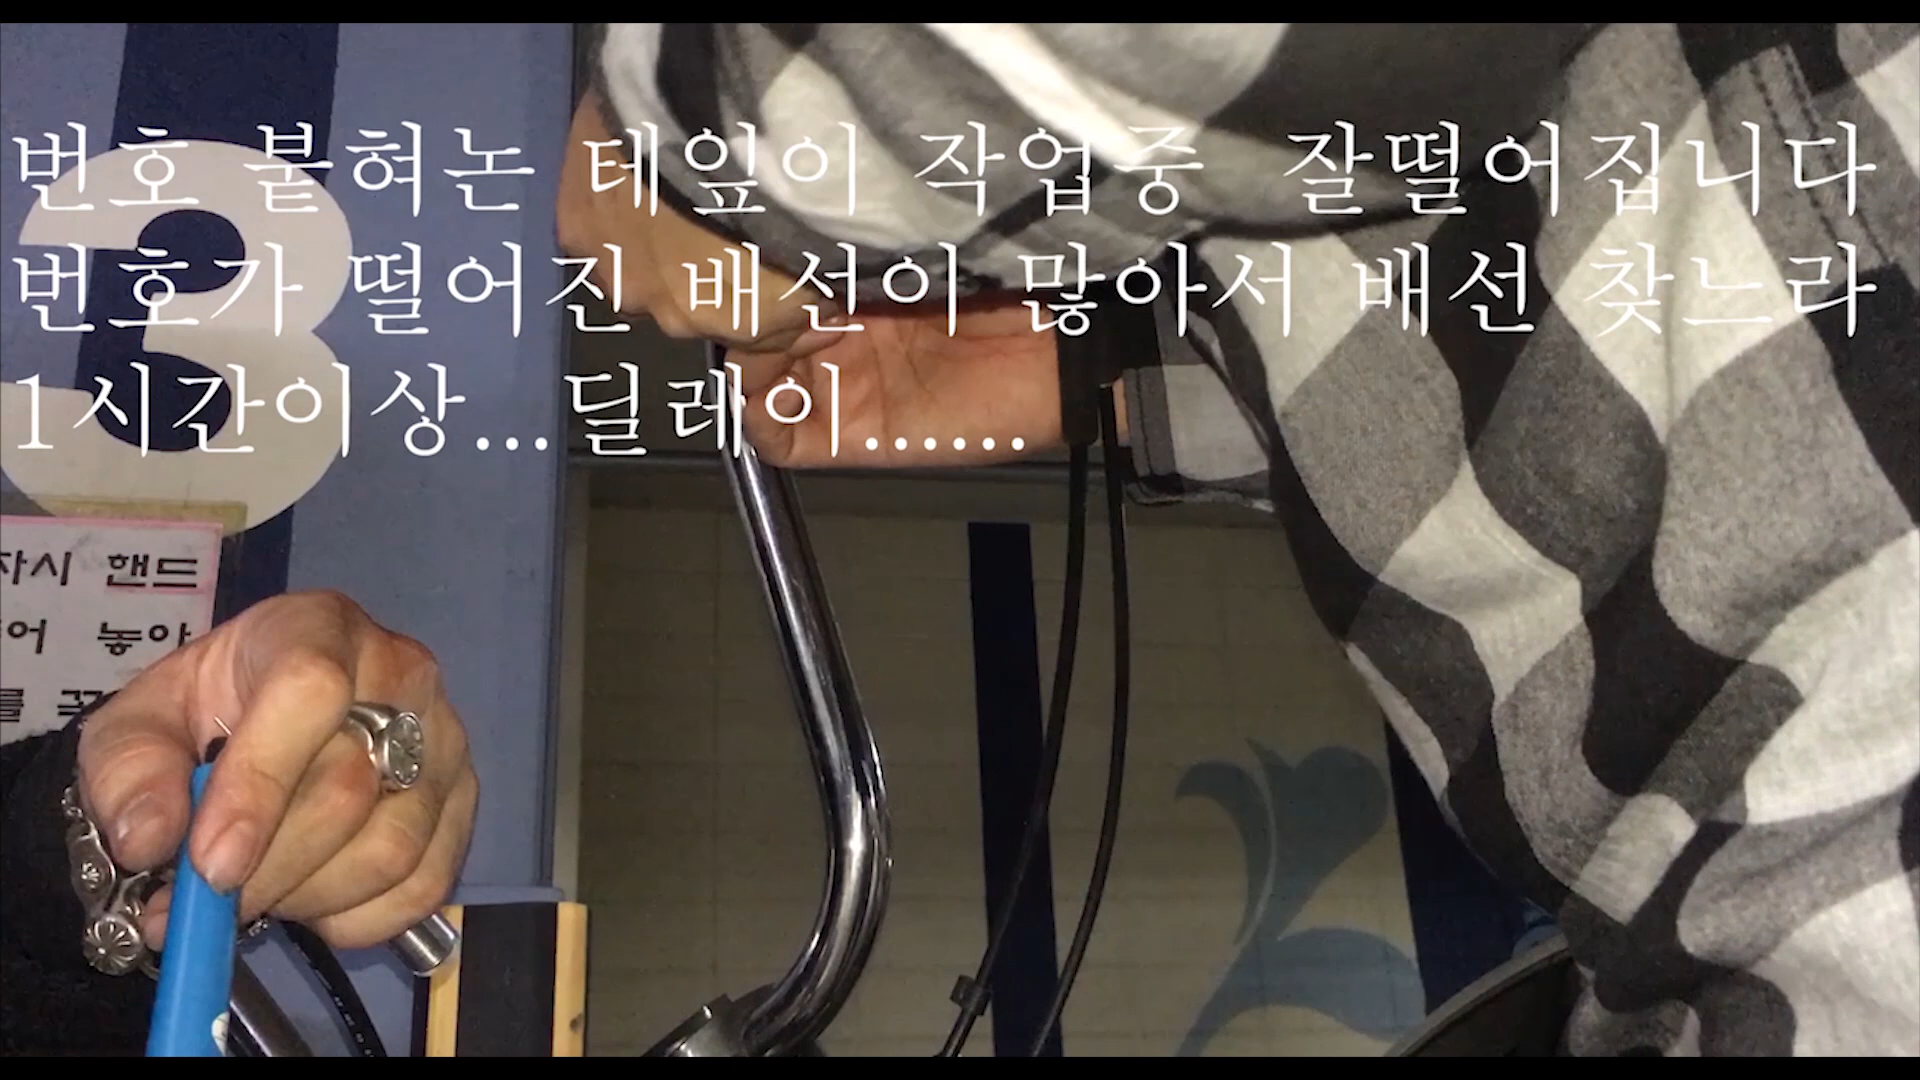 번호 붙혀논 테잎이 작업중 잘떨어집니다
번호가 떨어진 배선이 많아서 배선 찾느라
1시간이상...딜레이......
3
자시 핸드
어 놓아
를